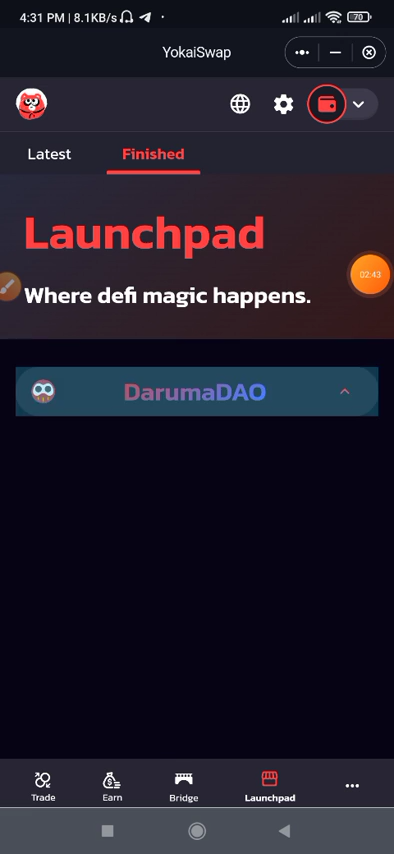 4:31 PM | 8.1KB/s
70
YokaiSwap
Latest
Finished
Launchpad
02:43
Where defi magic happens.
DarumaDAO
Trade
Earn
Bridge
Launchpad